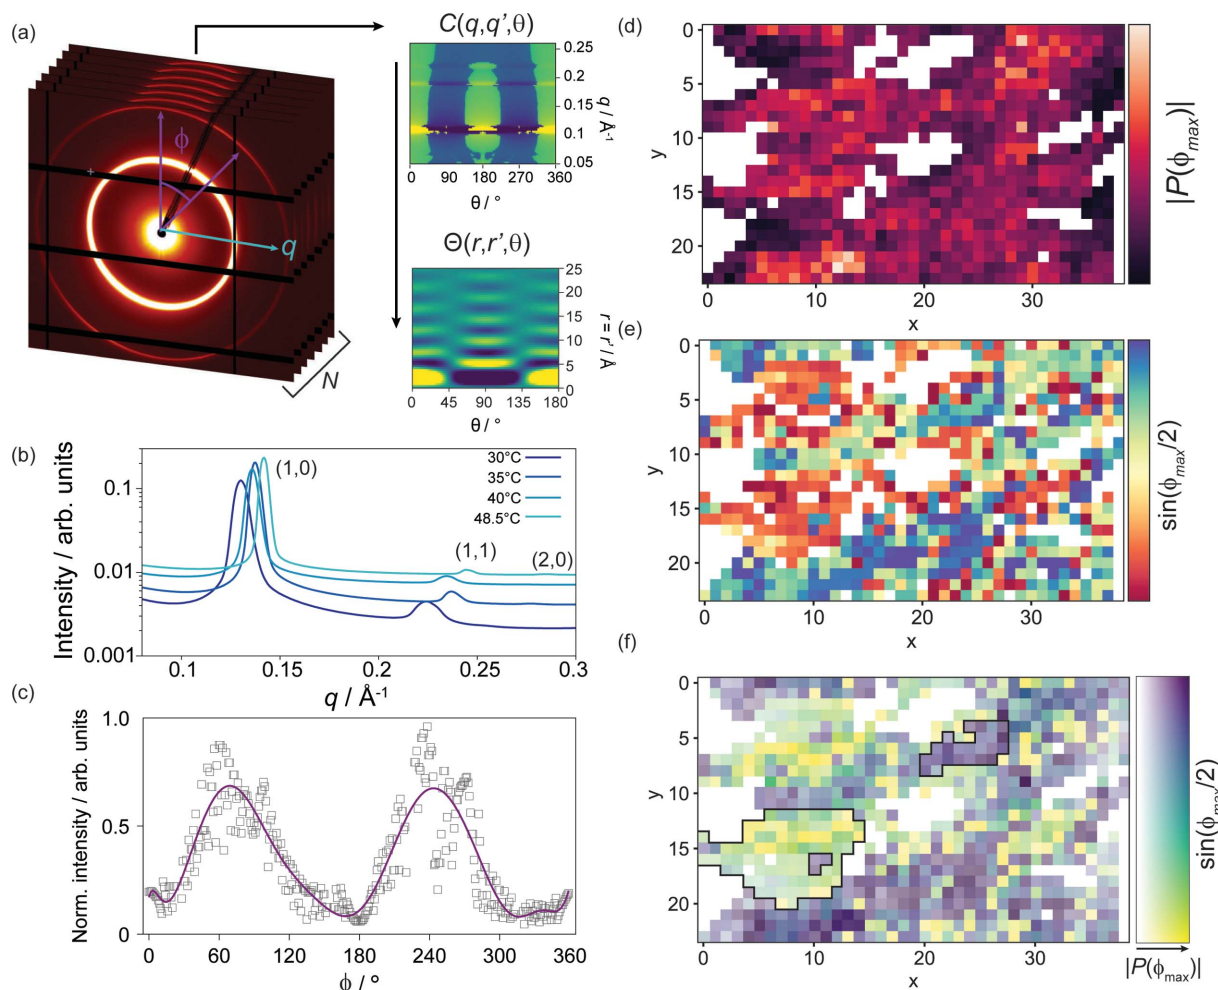 (a)
ϕ
q
N
C(q,q’,θ)
0.25
0.21
0.16
0.1
0.05
q / Å⁻¹
0 90 180 270 360
θ / °
Θ(r,r’,θ)
25
20
15
10
5
0
r = r’ / Å
0 45 90 135 180
θ / °
(b)
Intensity / arb. units
0.1
0.01
0.001
(1,0)
(1,1)
(2,0)
30°C
35°C
40°C
48.5°C
0.1 0.15 0.2 0.25 0.3
q / Å⁻¹
(c)
Norm. intensity / arb. units
1.0
0.5
0
0 60 120 180 240 300 360
ϕ / °
(d)
y
0
5
10
15
20
0 10 20 30
x
|P(ϕmax)|
(e)
y
0
5
10
15
20
0 10 20 30
x
sin(ϕmax/2)
(f)
y
0
5
10
15
20
0 10 20 30
x
sin(ϕmax/2)
|P(ϕmax)|